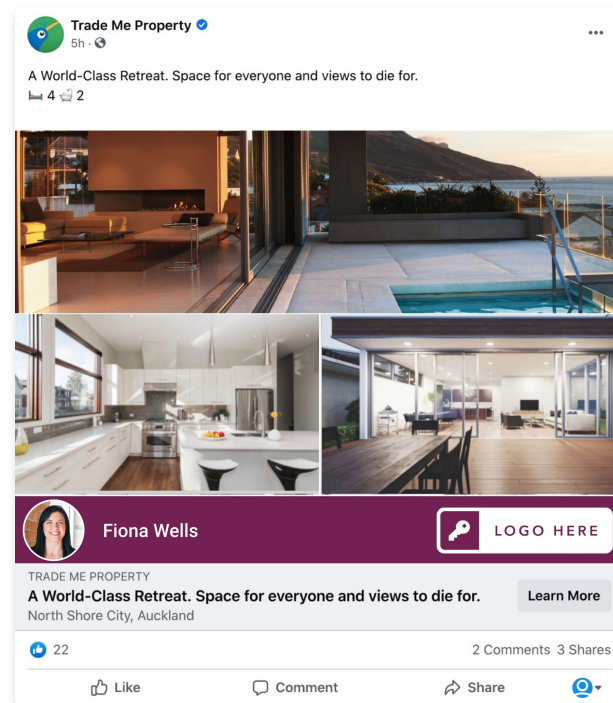 Trade Me Property
5h ·
A World-Class Retreat. Space for everyone and views to die for.
4 2
Fiona Wells
LOGO HERE
TRADE ME PROPERTY
A World-Class Retreat. Space for everyone and views to die for.
Learn More
North Shore City, Auckland
22
2 Comments 3 Shares
Like
Comment
Share